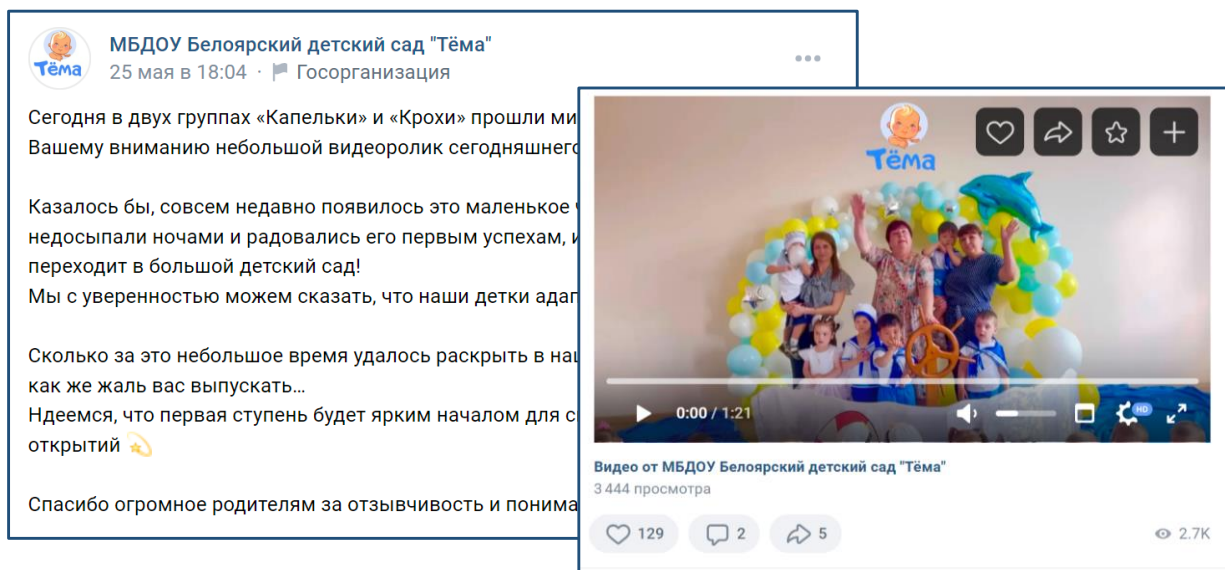 МБДОУ Белоярский детский сад "Тёма"
Тёма
25 мая в 18:04 · Госорганизация
Сегодня в двух группах «Капельки» и «Крохи» прошли ми
Вашему вниманию небольшой видеоролик сегодняшнего
Казалось бы, совсем недавно появилось это маленькое
недосыпали ночами и радовались его первым успехам, и
переходит в большой детский сад!
Мы с уверенностью можем сказать, что наши детки адап
Сколько за это небольшое время удалось раскрыть в
как же жаль вас выпускать…
Ндеемся, что первая ступень будет ярким началом для
открытий
Спасибо огромное родителям за отзывчивость и понима
Тёма
0:00 / 1:21
HD
Видео от МБДОУ Белоярский детский сад "Тёма"
3 444 просмотра
129 2 5 2.7K